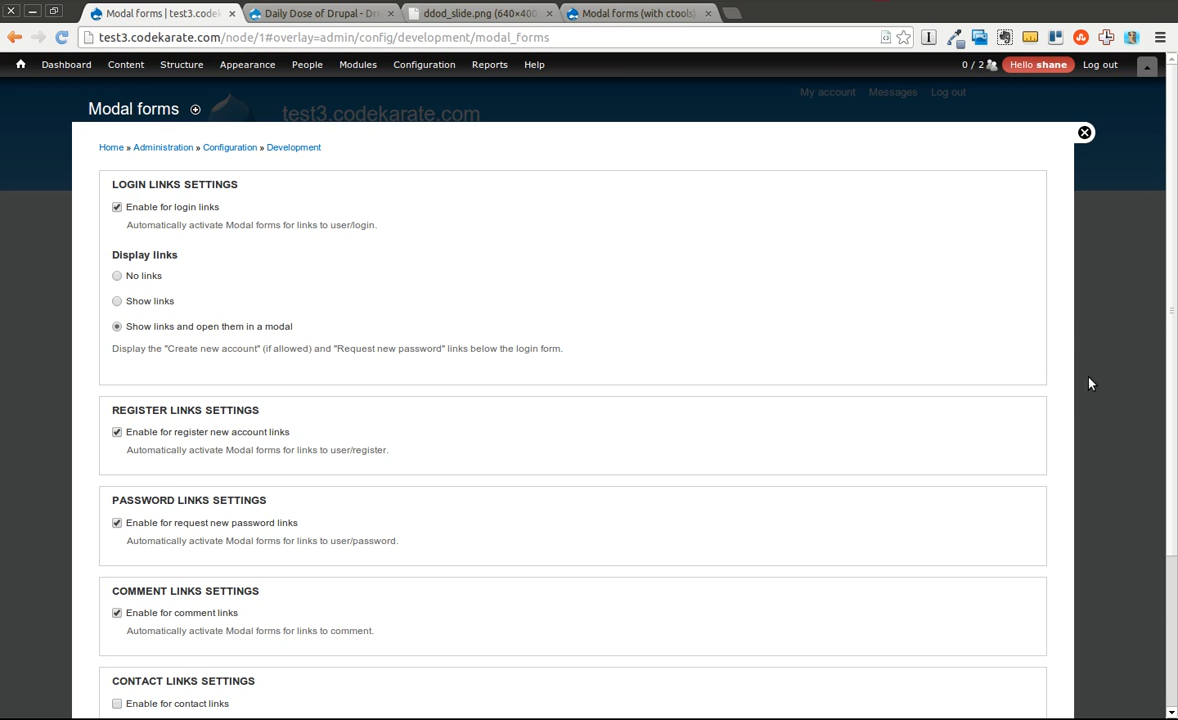 Modal forms | test3.codek
Daily Dose of Drupal - Dr
ddod_slide.png (640×400
Modal forms (with ctools)
test3.codekarate.com/node/1#overlay=admin/config/development/modal_forms
Dashboard Content Structure Appearance People Modules Configuration Reports Help 0 / 2 Hello shane Log out
My account Messages Log out
Modal forms
test3.codekarate.com
Home » Administration » Configuration » Development
LOGIN LINKS SETTINGS
Enable for login links
Automatically activate Modal forms for links to user/login.
Display links
No links
Show links
Show links and open them in a modal
Display the "Create new account" (if allowed) and "Request new password" links below the login form.
REGISTER LINKS SETTINGS
Enable for register new account links
Automatically activate Modal forms for links to user/register.
PASSWORD LINKS SETTINGS
Enable for request new password links
Automatically activate Modal forms for links to user/password.
COMMENT LINKS SETTINGS
Enable for comment links
Automatically activate Modal forms for links to comment.
CONTACT LINKS SETTINGS
Enable for contact links